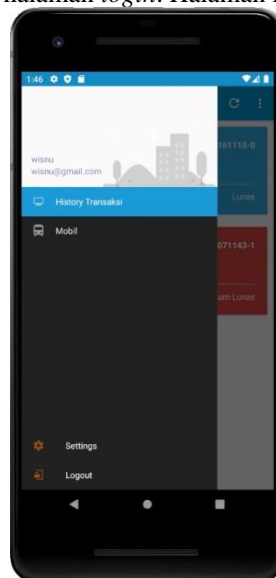 halaman login. Halaman
1:46
wisnu
wisnu@gmail.com
161115-0
Lunas
History Transaksi
Mobil
071143-1
um Lunas
Settings
Logout